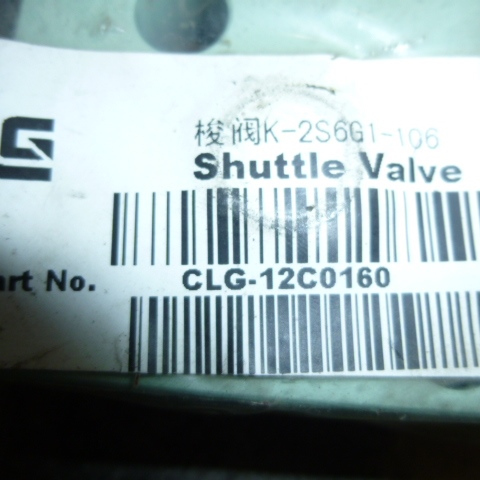 梭阀K-2S6G1-106
Shuttle Valve
art No. CLG-12C0160